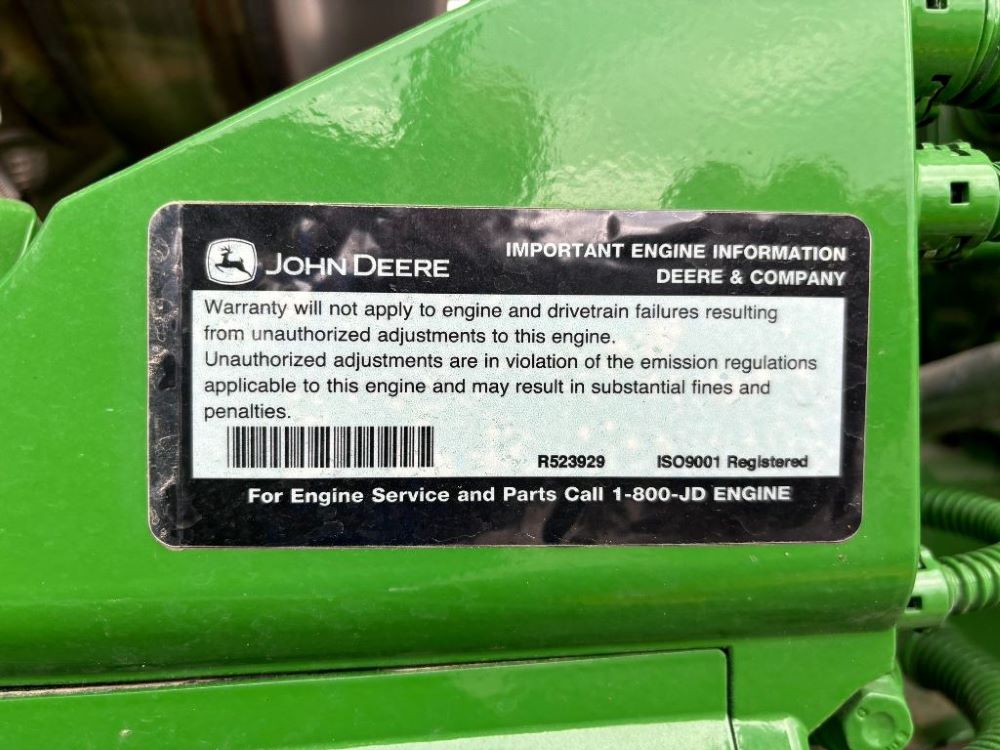 JOHN DEERE
IMPORTANT ENGINE INFORMATION
DEERE & COMPANY
Warranty will not apply to engine and drivetrain failures resulting
from unauthorized adjustments to this engine.
Unauthorized adjustments are in violation of the emission regulations
applicable to this engine and may result in substantial fines and
penalties.
R523929 ISO9001 Registered
For Engine Service and Parts Call 1-800-JD ENGINE